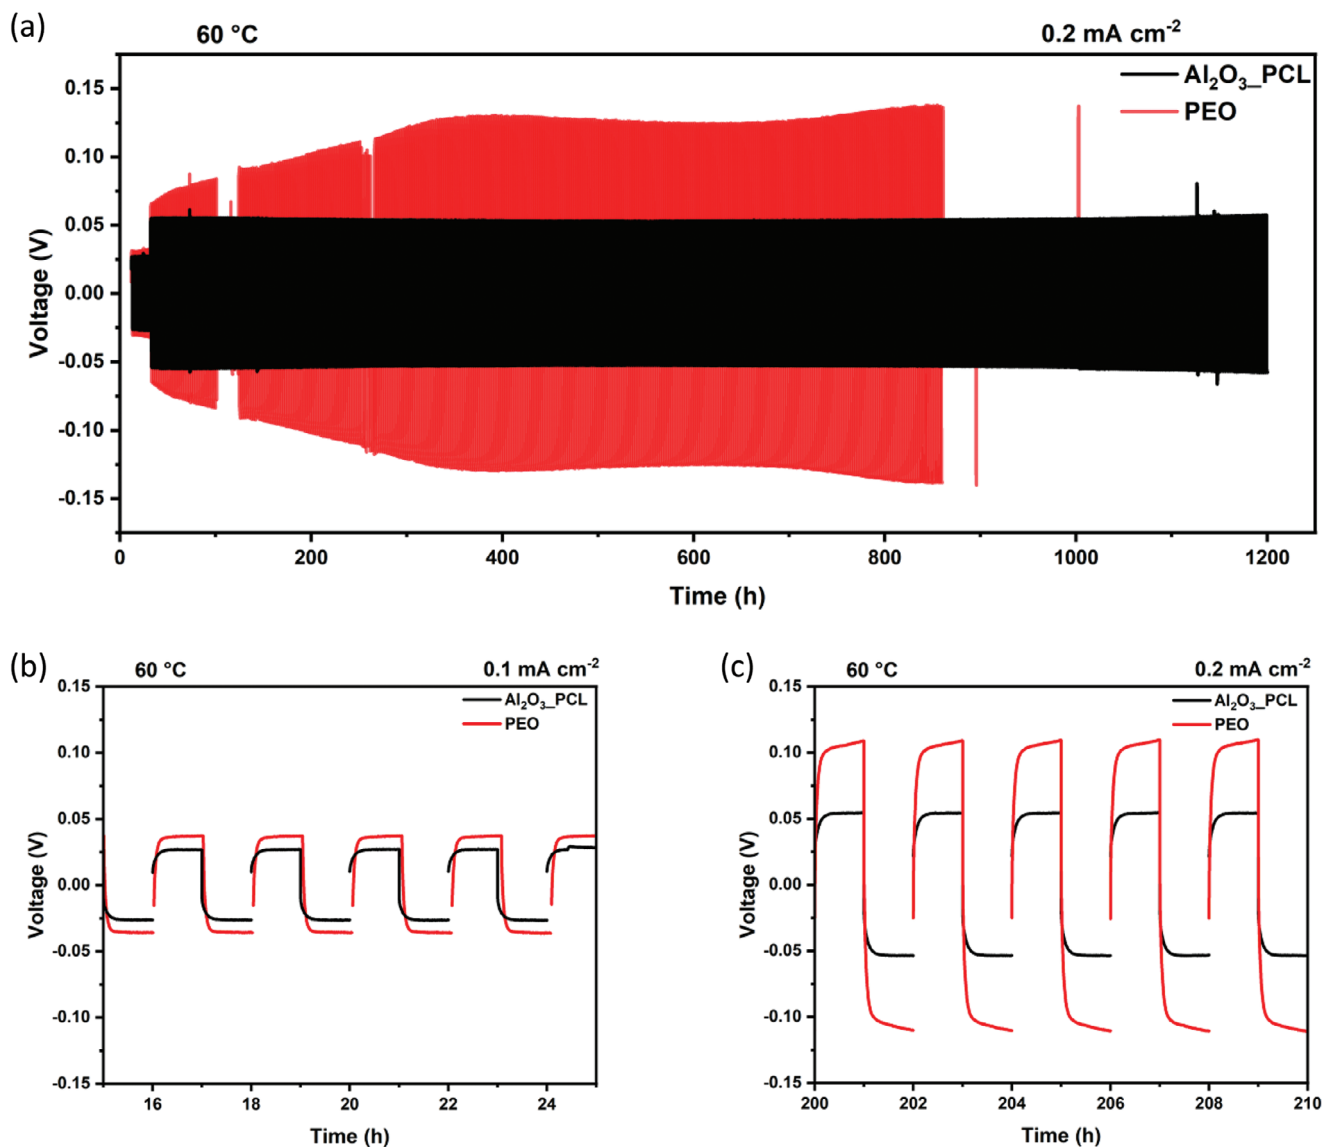 (a)
60 °C 0.2 mA cm⁻²
Al₂O₃_PCL
PEO
Voltage (V)
0.15
0.10
0.05
0.00
-0.05
-0.10
-0.15
0 200 400 600 800 1000 1200
Time (h)
(b)
60 °C 0.1 mA cm⁻²
Al₂O₃_PCL
PEO
Voltage (V)
0.15
0.10
0.05
0.00
-0.05
-0.10
-0.15
16 18 20 22 24
Time (h)
(c)
60 °C 0.2 mA cm⁻²
Al₂O₃_PCL
PEO
Voltage (V)
0.15
0.10
0.05
0.00
-0.05
-0.10
-0.15
200 202 204 206 208 210
Time (h)